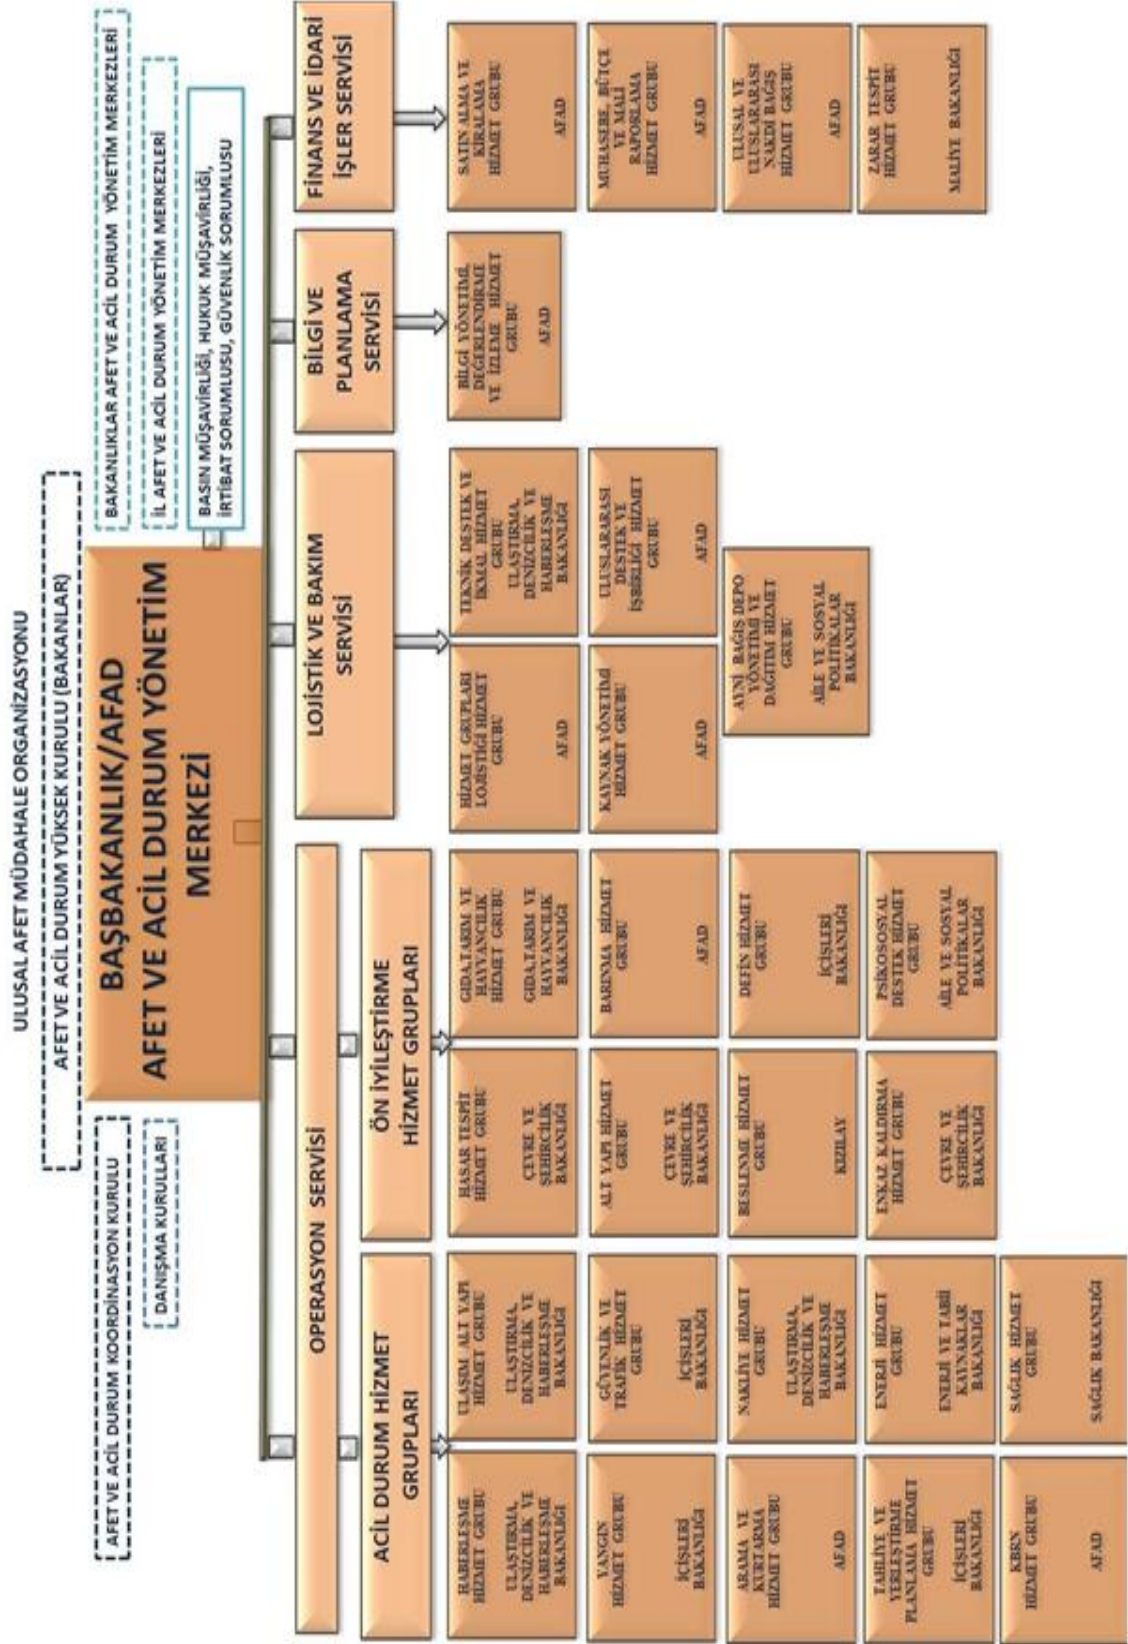 ULUSAL AFET MÜDAHALE ORGANİZASYONU
AFET VE ACİL DURUM YÜKSEK KURULU (BAKANLAR)
AFET VE ACİL DURUM KOORDİNASYON KURULU
DANIŞMA KURULLARI
BAŞBAKANLIK/AFAD
AFET VE ACİL DURUM YÖNETİM
MERKEZİ
BAKANLIKLAR AFET VE ACİL DURUM YÖNETİM MERKEZLERİ
İL AFET VE ACİL DURUM YÖNETİM MERKEZLERİ
BASIN MÜŞAVİRLİĞİ, HUKUK MÜŞAVİRLİĞİ,
İRTİBAT SORUMLUSU, GÜVENLİK SORUMLUSU
OPERASYON SERVİSİ
ACİL DURUM HİZMET
GRUPLARI
HABERLEŞME
HİZMET GRUBU
ULAŞTIRMA,
DENİZCİLİK VE
HABERLEŞME
BAKANLIĞI
ULAŞIM ALT YAPI
HİZMET GRUBU
ULAŞTIRMA,
DENİZCİLİK VE
HABERLEŞME
BAKANLIĞI
YANGIN
HİZMET GRUBU
İÇİŞLERİ
BAKANLIĞI
GÜVENLİK VE
TRAFİK HİZMET
GRUBU
İÇİŞLERİ
BAKANLIĞI
ARAMA VE
KURTARMA
HİZMET GRUBU
AFAD
NAKLİYE HİZMET
GRUBU
ULAŞTIRMA,
DENİZCİLİK VE
HABERLEŞME
BAKANLIĞI
TAHLİYE VE
YERLEŞTİRME
PLANLAMA HİZMET
GRUBU
İÇİŞLERİ
BAKANLIĞI
ENERJİ HİZMET
GRUBU
ENERJİ VE TABİİ
KAYNAKLAR
BAKANLIĞI
KBRN
HİZMET GRUBU
AFAD
SAĞLIK HİZMET
GRUBU
SAĞLIK BAKANLIĞI
ÖN İYİLEŞTİRME
HİZMET GRUPLARI
HASAR TESPİT
HİZMET GRUBU
ÇEVRE VE
ŞEHİRCİLİK
BAKANLIĞI
GIDA,TARIM VE
HAYVANCILIK
HİZMET GRUBU
GIDA,TARIM VE
HAYVANCILIK
BAKANLIĞI
ALT YAPI HİZMET
GRUBU
ÇEVRE VE
ŞEHİRCİLİK
BAKANLIĞI
BARINMA HİZMET
GRUBU
AFAD
BESLENME HİZMET
GRUBU
KIZILAY
DEFİN HİZMET
GRUBU
İÇİŞLERİ
BAKANLIĞI
ENKAZ KALDIRMA
HİZMET GRUBU
ÇEVRE VE
ŞEHİRCİLİK
BAKANLIĞI
PSİKOSOSYAL
DESTEK HİZMET
GRUBU
AİLE VE SOSYAL
POLİTİKALAR
BAKANLIĞI
LOJİSTİK VE BAKIM
SERVİSİ
HİZMET GRUPLARI
LOJİSTİĞİ HİZMET
GRUBU
AFAD
TEKNİK DESTEK VE
İKMAL HİZMET
GRUBU
ULAŞTIRMA,
DENİZCİLİK VE
HABERLEŞME
BAKANLIĞI
KAYNAK YÖNETİMİ
HİZMET GRUBU
AFAD
ULUSLARARASI
DESTEK VE
İŞBİRLİĞİ HİZMET
GRUBU
AFAD
AYNİ BAĞIŞ DEPO
YÖNETİMİ VE
DAĞITIM HİZMET
GRUBU
AİLE VE SOSYAL
POLİTİKALAR
BAKANLIĞI
BİLGİ VE
PLANLAMA
SERVİSİ
BİLGİ YÖNETİMİ,
DEĞERLENDİRME
VE İZLEME HİZMET
GRUBU
AFAD
FİNANS VE İDARİ
İŞLER SERVİSİ
SATIN ALMA VE
KİRALAMA
HİZMET GRUBU
AFAD
MUHASEBE, BÜTÇE
VE MALİ
RAPORLAMA
HİZMET GRUBU
AFAD
ULUSAL VE
ULUSLARARASI
NAKDİ BAĞIŞ
HİZMET GRUBU
AFAD
ZARAR TESPİT
HİZMET GRUBU
MALİYE BAKANLIĞI